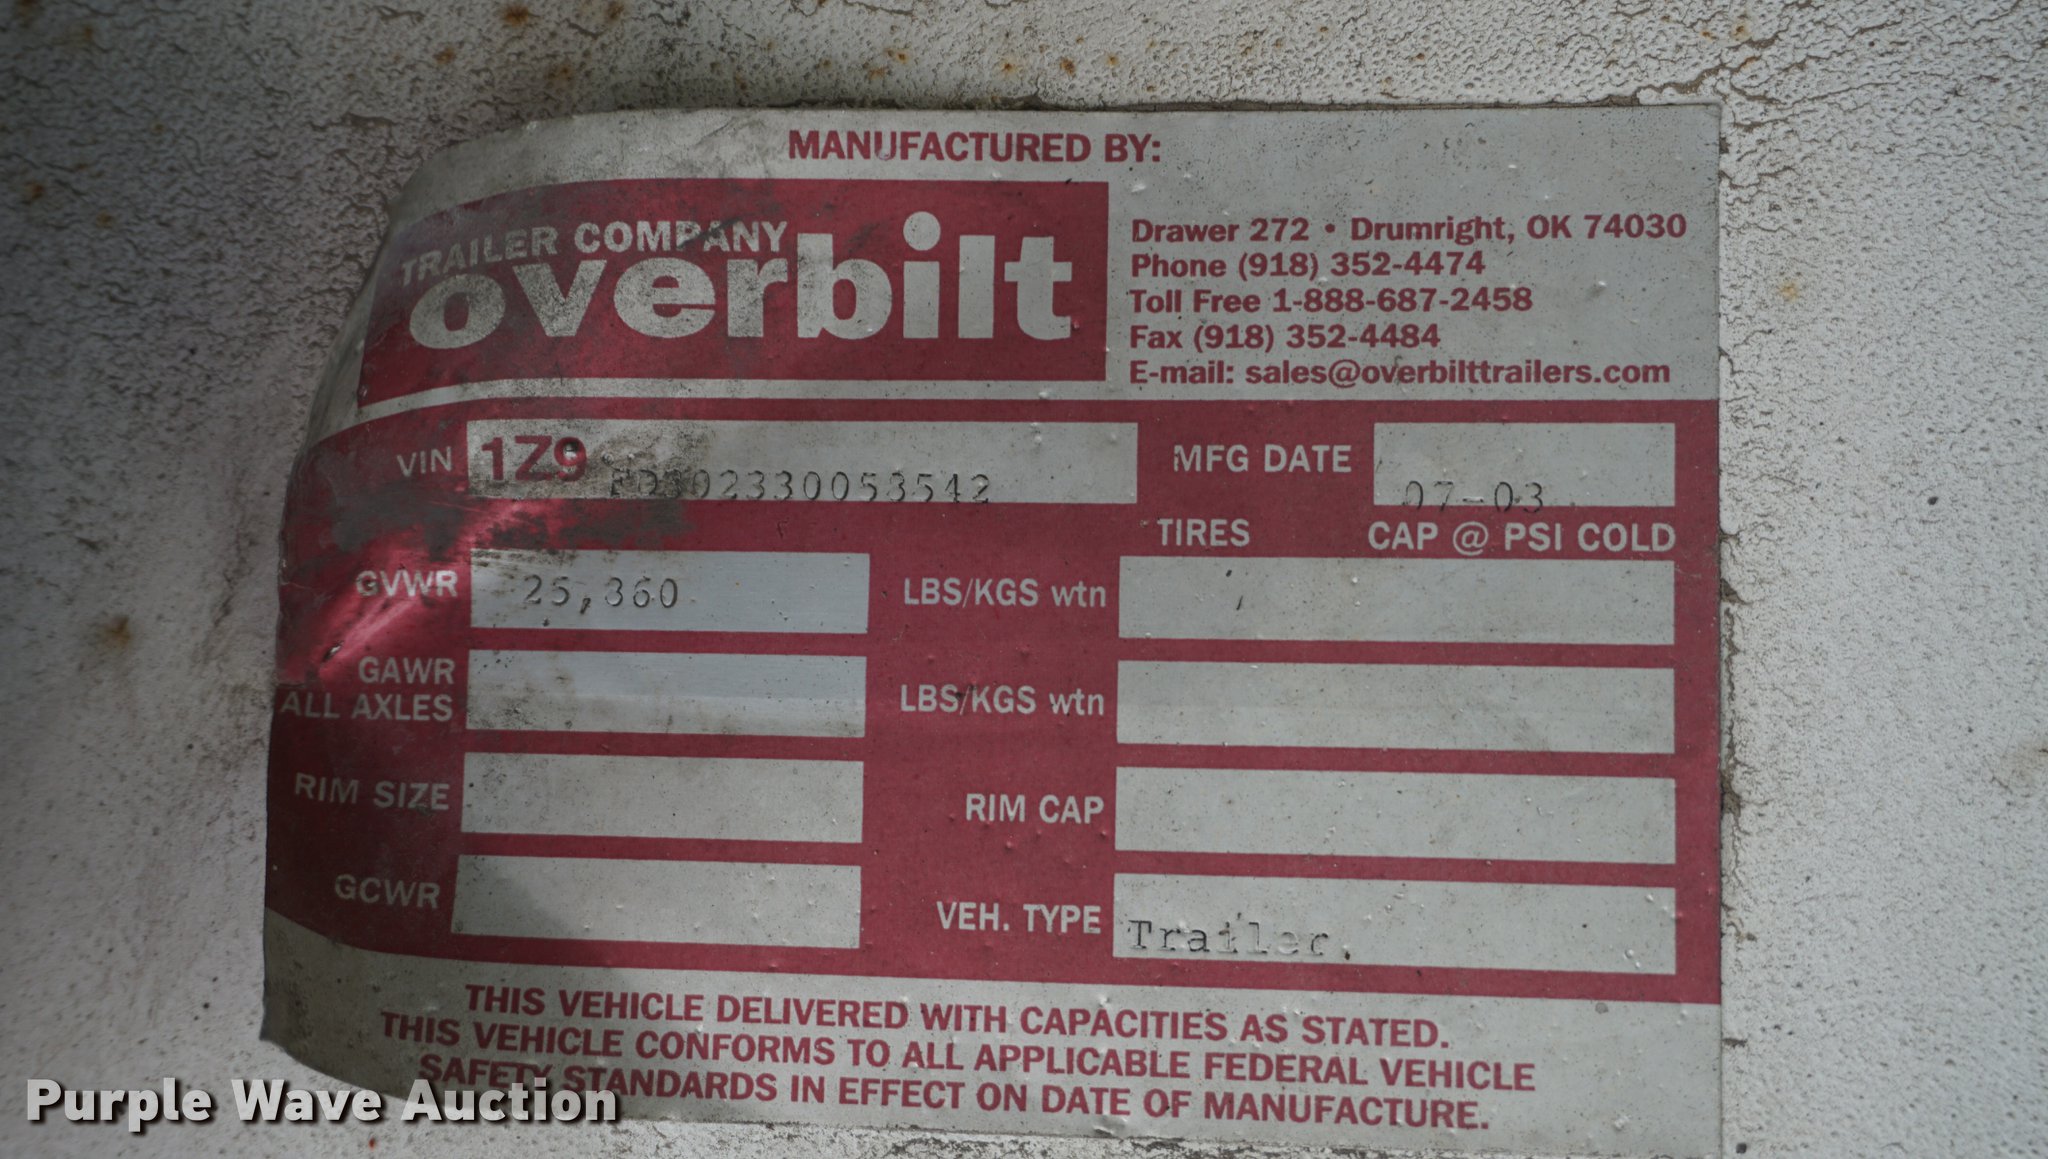 MANUFACTURED BY:
TRAILER COMPANY
overbilt
Drawer 272 • Drumright, OK 74030
Phone (918) 352-4474
Toll Free 1-888-687-2458
Fax (918) 352-4484
E-mail: sales@overbilttrailers.com
VIN 1Z9
MFG DATE 07-03
TIRES CAP @ PSI COLD
GVWR 25,360 LBS/KGS wtn
GAWR
ALL AXLES LBS/KGS wtn
RIM SIZE RIM CAP
GCWR VEH. TYPE Trailer
THIS VEHICLE DELIVERED WITH CAPACITIES AS STATED.
THIS VEHICLE CONFORMS TO ALL APPLICABLE FEDERAL VEHICLE
SAFETY STANDARDS IN EFFECT ON DATE OF MANUFACTURE.
Purple Wave Auction